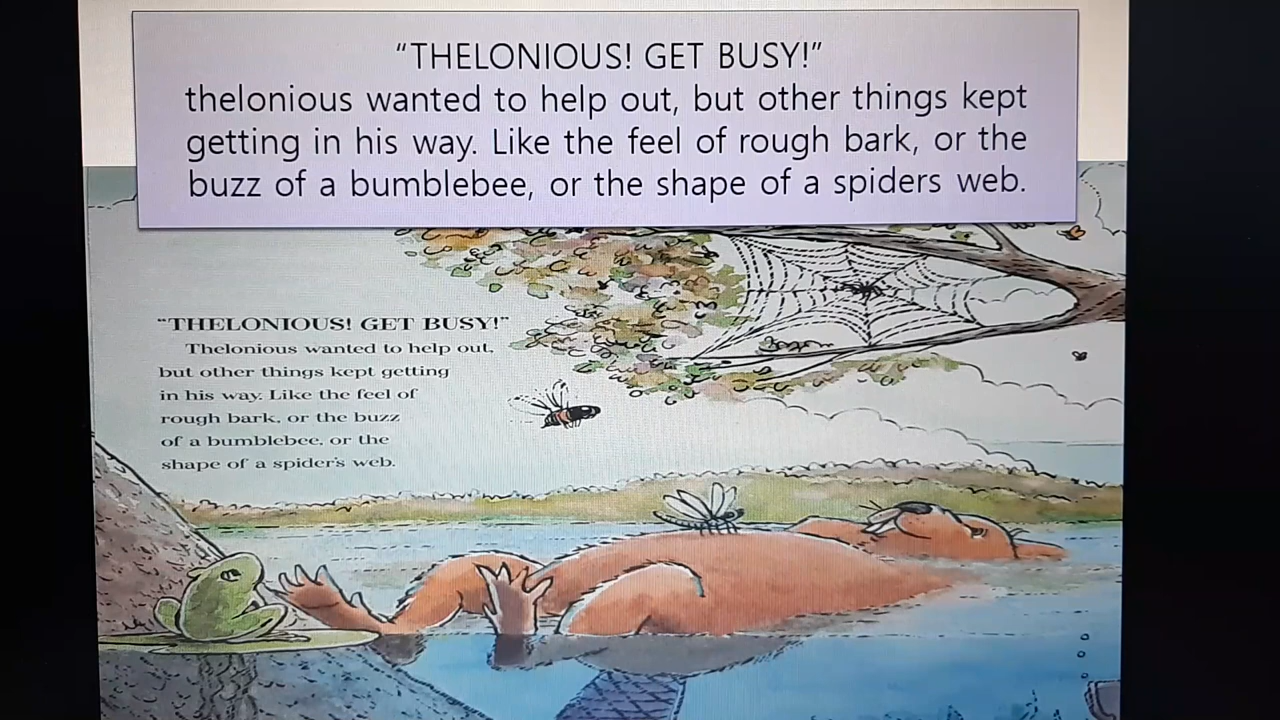 “THELONIOUS! GET BUSY!”
thelonious wanted to help out, but other things kept
getting in his way. Like the feel of rough bark, or the
buzz of a bumblebee, or the shape of a spiders web.
“THELONIOUS! GET BUSY!”
Thelonious wanted to help out,
but other things kept getting
in his way. Like the feel of
rough bark, or the buzz
of a bumblebee, or the
shape of a spider's web.